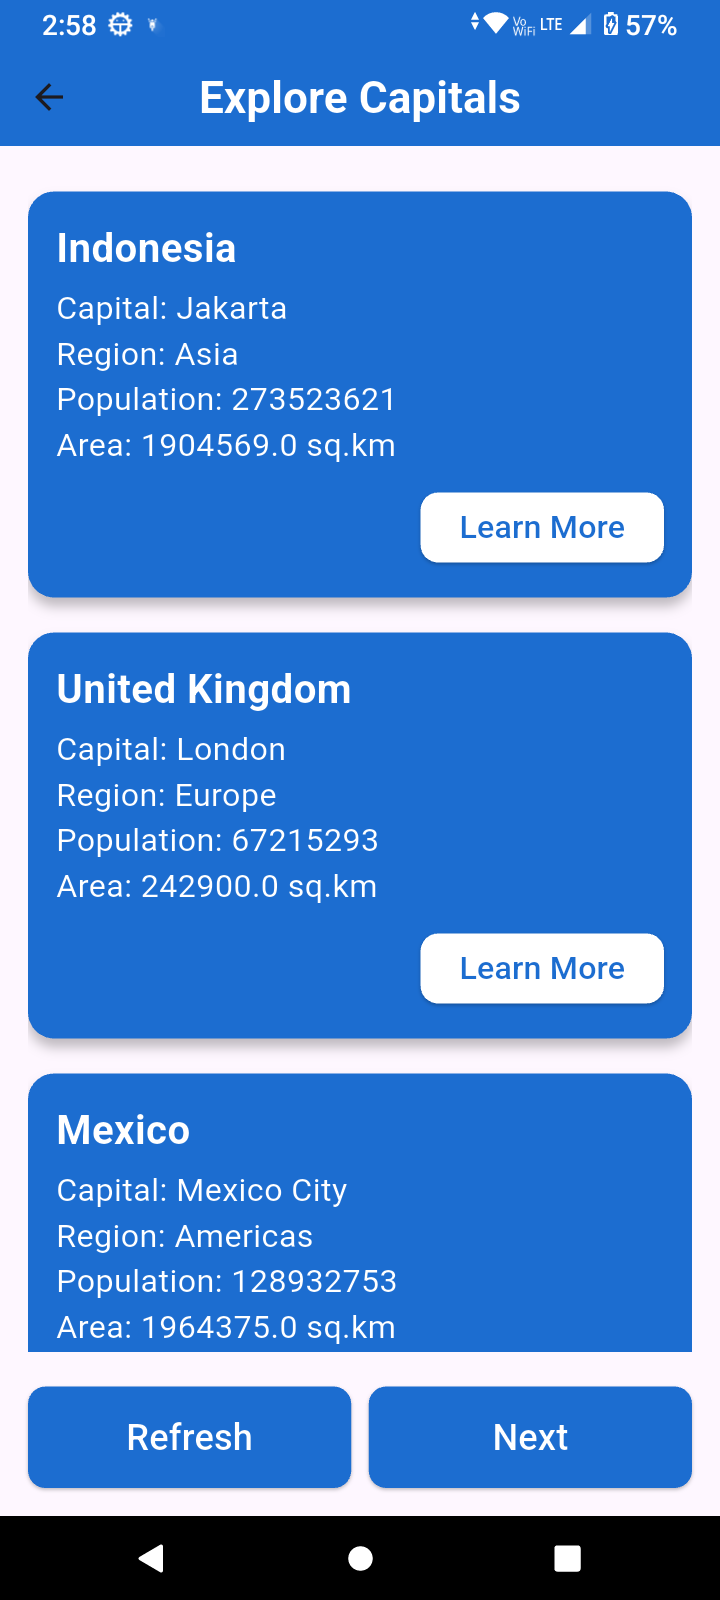 2:58
Vo WiFi LTE 57%
Explore Capitals
Indonesia
Capital: Jakarta
Region: Asia
Population: 273523621
Area: 1904569.0 sq.km
Learn More
United Kingdom
Capital: London
Region: Europe
Population: 67215293
Area: 242900.0 sq.km
Learn More
Mexico
Capital: Mexico City
Region: Americas
Population: 128932753
Area: 1964375.0 sq.km
Refresh
Next